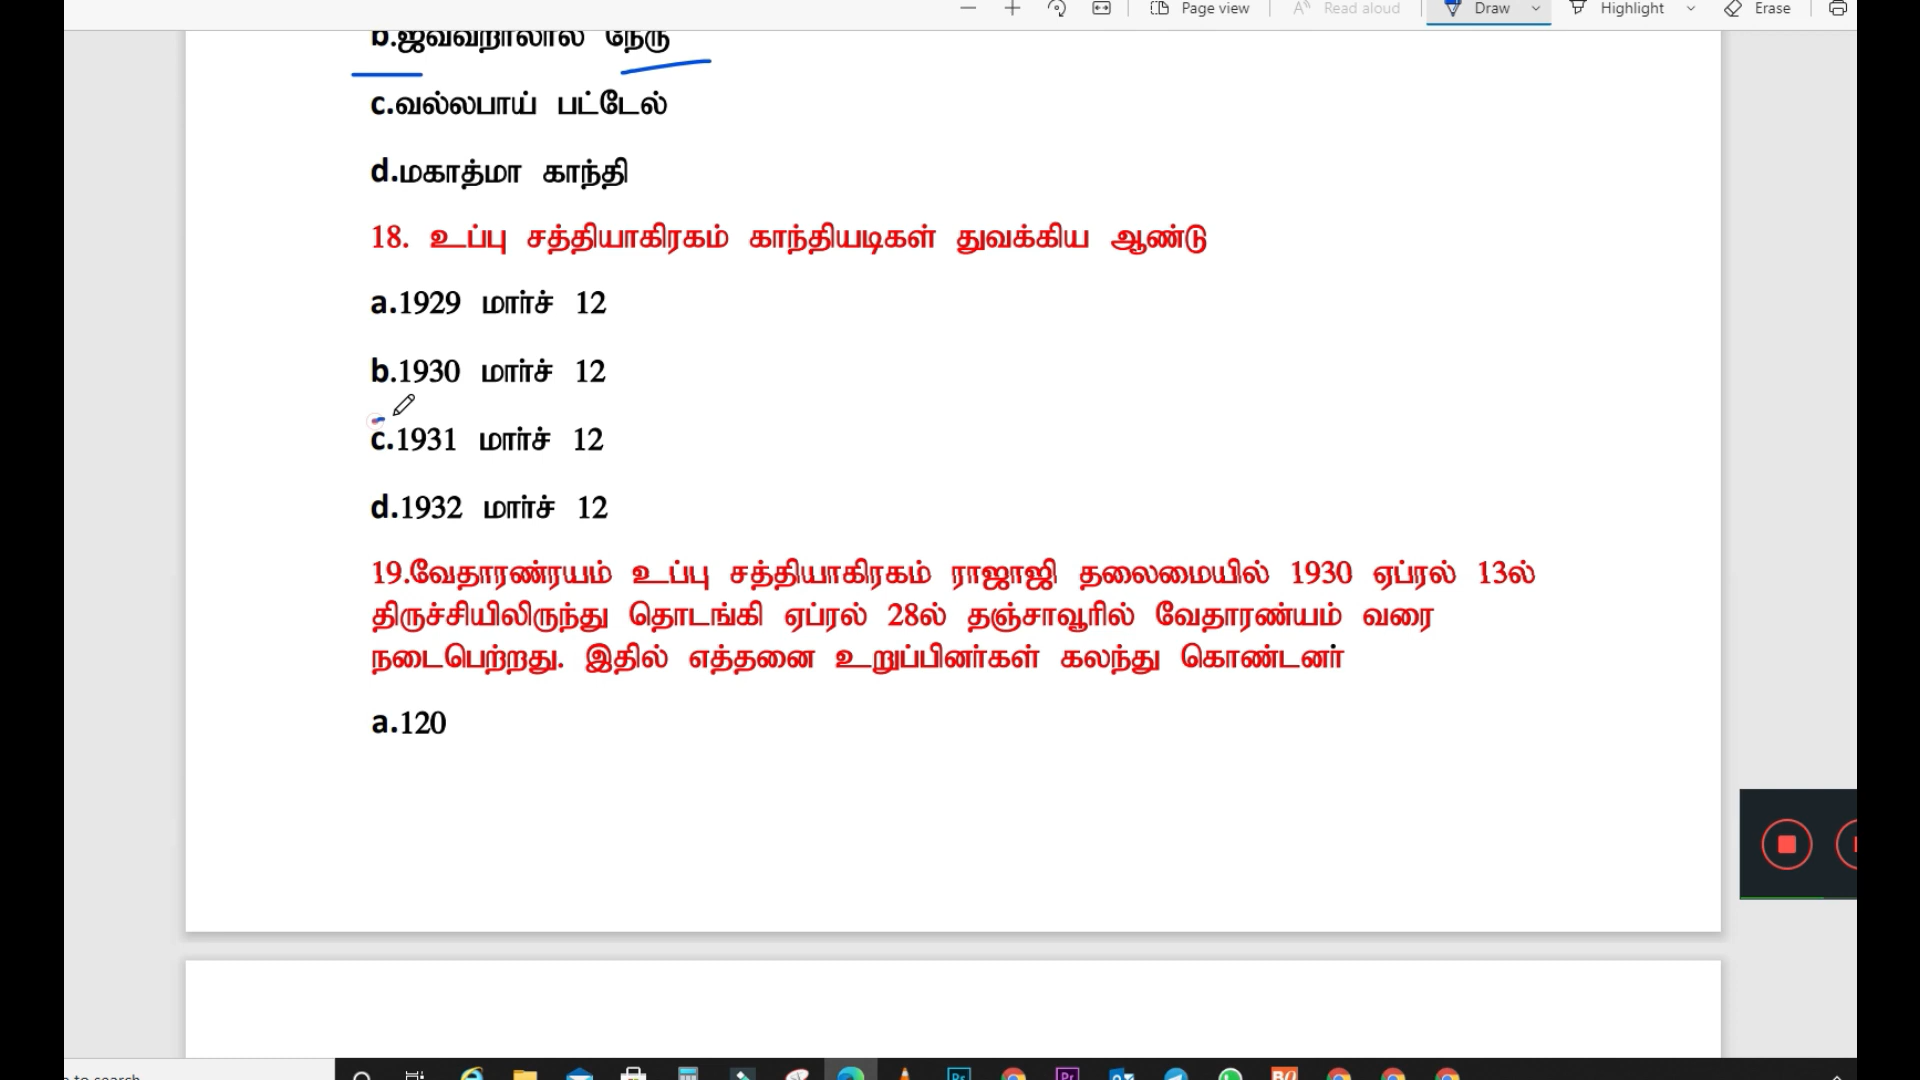 Page view
Read aloud
Draw
Highlight
Erase
b.ஜவ்வஹர்லால் நேரு
c.வல்லபாய் பட்டேல்
d.மகாத்மா காந்தி
18. உப்பு சத்தியாகிரகம் காந்தியடிகள் துவக்கிய ஆண்டு
a.1929 மார்ச் 12
b.1930 மார்ச் 12
c.1931 மார்ச் 12
d.1932 மார்ச் 12
19.வேதாரண்ரயம் உப்பு சத்தியாகிரகம் ராஜாஜி தலைமையில் 1930 ஏப்ரல் 13ல்
திருச்சியிலிருந்து தொடங்கி ஏப்ரல் 28ல் தஞ்சாவூரில் வேதாரண்யம் வரை
நடைபெற்றது. இதில் எத்தனை உறுப்பினர்கள் கலந்து கொண்டனர்
a.120